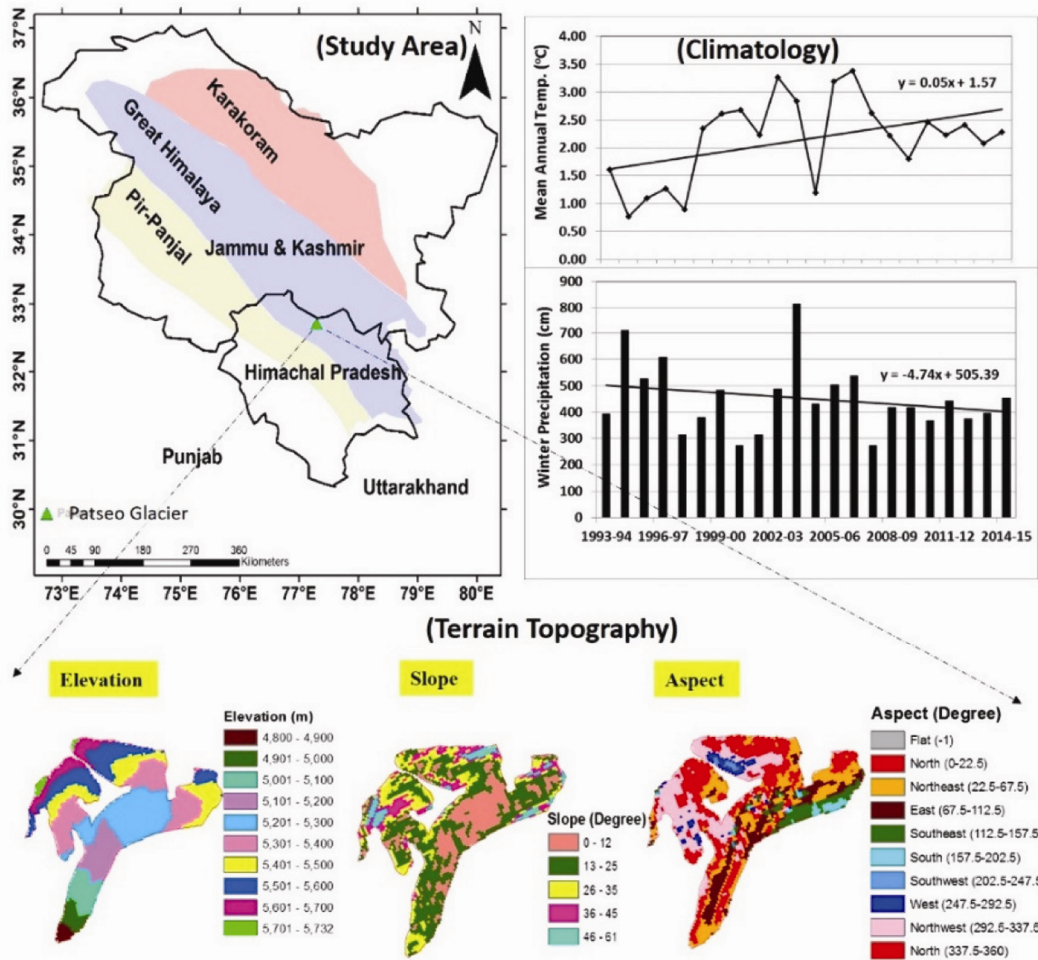 (Study Area)
N
37°N
36°N
35°N
34°N
33°N
32°N
31°N
30°N
Karakoram
Great Himalaya
Pir-Panjal
Jammu & Kashmir
Himachal Pradesh
Punjab
Uttarakhand
Patseo Glacier
0 45 90 180 270 360
Kilometers
73°E 74°E 75°E 76°E 77°E 78°E 79°E 80°E
(Climatology)
Mean Annual Temp. (°C)
4.00
3.50
3.00
2.50
2.00
1.50
1.00
0.50
0.00
y = 0.05x + 1.57
Winter Precipitation (cm)
900
800
700
600
500
400
300
200
100
0
y = -4.74x + 505.39
1993-94 1996-97 1999-00 2002-03 2005-06 2008-09 2011-12 2014-15
(Terrain Topography)
Elevation
Elevation (m)
4,800 - 4,900
4,901 - 5,000
5,001 - 5,100
5,101 - 5,200
5,201 - 5,300
5,301 - 5,400
5,401 - 5,500
5,501 - 5,600
5,601 - 5,700
5,701 - 5,732
Slope
Slope (Degree)
0 - 12
13 - 25
26 - 35
36 - 45
46 - 61
Aspect
Aspect (Degree)
Flat (-1)
North (0-22.5)
Northeast (22.5-67.5)
East (67.5-112.5)
Southeast (112.5-157.5
South (157.5-202.5)
Southwest (202.5-247.5
West (247.5-292.5)
Northwest (292.5-337.5
North (337.5-360)